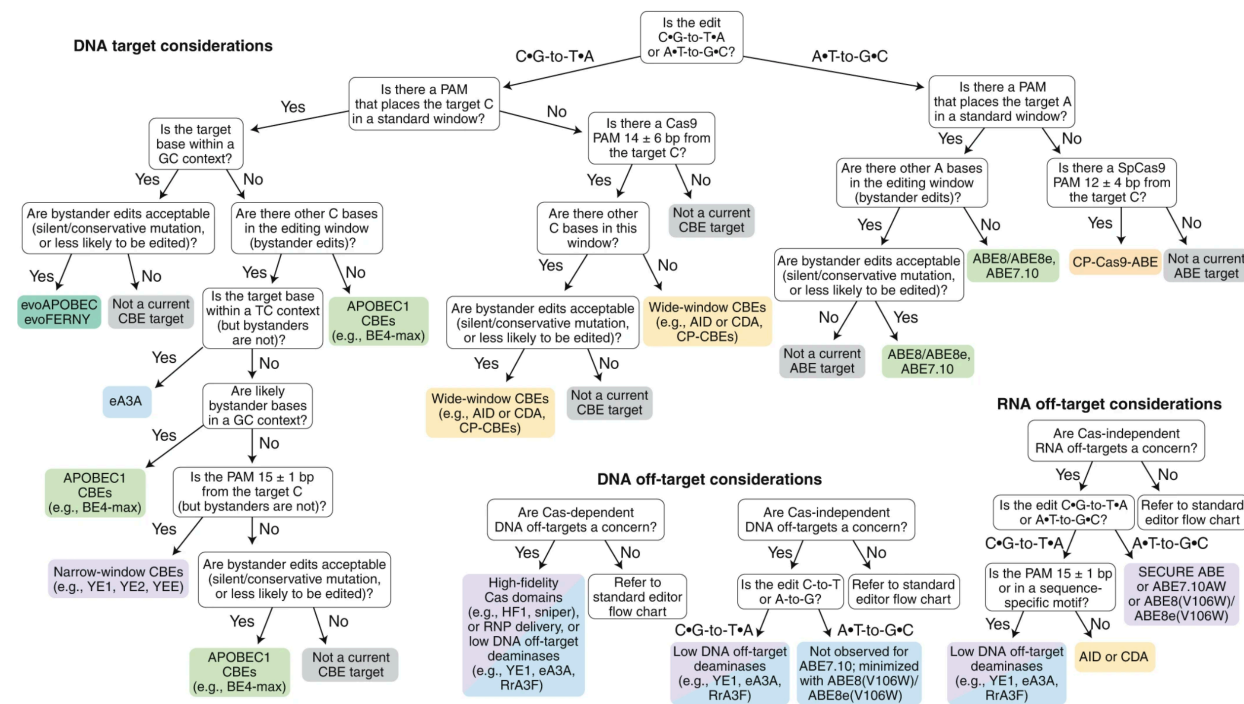 DNA target considerations
Is the edit
C•G-to-T•A
or A•T-to-G•C?
C•G-to-T•A
A•T-to-G•C
Is there a PAM
that places the target C
in a standard window?
Yes
No
Is the target
base within a
GC context?
Yes
No
Are bystander edits acceptable
(silent/conservative mutation,
or less likely to be edited)?
Yes
No
evoAPOBEC
evoFERNY
Not a current
CBE target
Are there other C bases
in the editing window
(bystander edits)?
Yes
No
Is the target base
within a TC context
(but bystanders
are not)?
APOBEC1
CBEs
(e.g., BE4-max)
Yes
No
eA3A
Are likely
bystander bases
in a GC context?
Yes
No
APOBEC1
CBEs
(e.g., BE4-max)
Is the PAM 15 ± 1 bp
from the target C
(but bystanders are not)?
Yes
No
Narrow-window CBEs
(e.g., YE1, YE2, YEE)
Are bystander edits acceptable
(silent/conservative mutation,
or less likely to be edited)?
Yes
No
APOBEC1
CBEs
(e.g., BE4-max)
Not a current
CBE target
Is there a Cas9
PAM 14 ± 6 bp from
the target C?
Yes
No
Are there other
C bases in this
window?
Not a current
CBE target
Yes
No
Are bystander edits acceptable
(silent/conservative mutation,
or less likely to be edited)?
Wide-window CBEs
(e.g., AID or CDA,
CP-CBEs)
Yes
No
Wide-window CBEs
(e.g., AID or CDA,
CP-CBEs)
Not a current
CBE target
Is there a PAM
that places the target A
in a standard window?
Yes
No
Are there other A bases
in the editing window
(bystander edits)?
Is there a SpCas9
PAM 12 ± 4 bp from
the target C?
Yes
No
Yes
No
Are bystander edits acceptable
(silent/conservative mutation,
or less likely to be edited)?
ABE8/ABE8e,
ABE7.10
CP-Cas9-ABE
Not a current
ABE target
No
Yes
Not a current
ABE target
ABE8/ABE8e,
ABE7.10
DNA off-target considerations
Are Cas-dependent
DNA off-targets a concern?
Yes
No
High-fidelity
Cas domains
(e.g., HF1, sniper),
or RNP delivery, or
low DNA off-target
deaminases
(e.g., YE1, eA3A,
RrA3F)
Refer to
standard editor
flow chart
Are Cas-independent
DNA off-targets a concern?
Yes
No
Is the edit C-to-T
or A-to-G?
Refer to standard
editor flow chart
C•G-to-T•A
A•T-to-G•C
Low DNA off-target
deaminases
(e.g., YE1, eA3A,
RrA3F)
Not observed for
ABE7.10; minimized
with ABE8(V106W)/
ABE8e(V106W)
RNA off-target considerations
Are Cas-independent
RNA off-targets a concern?
Yes
No
Is the edit C•G-to-T•A
or A•T-to-G•C?
Refer to standard
editor flow chart
C•G-to-T•A
A•T-to-G•C
Is the PAM 15 ± 1 bp
or in a sequence-
specific motif?
SECURE ABE
or ABE7.10AW
or ABE8(V106W)/
ABE8e(V106W)
Yes
No
Low DNA off-target
deaminases
(e.g., YE1, eA3A,
RrA3F)
AID or CDA